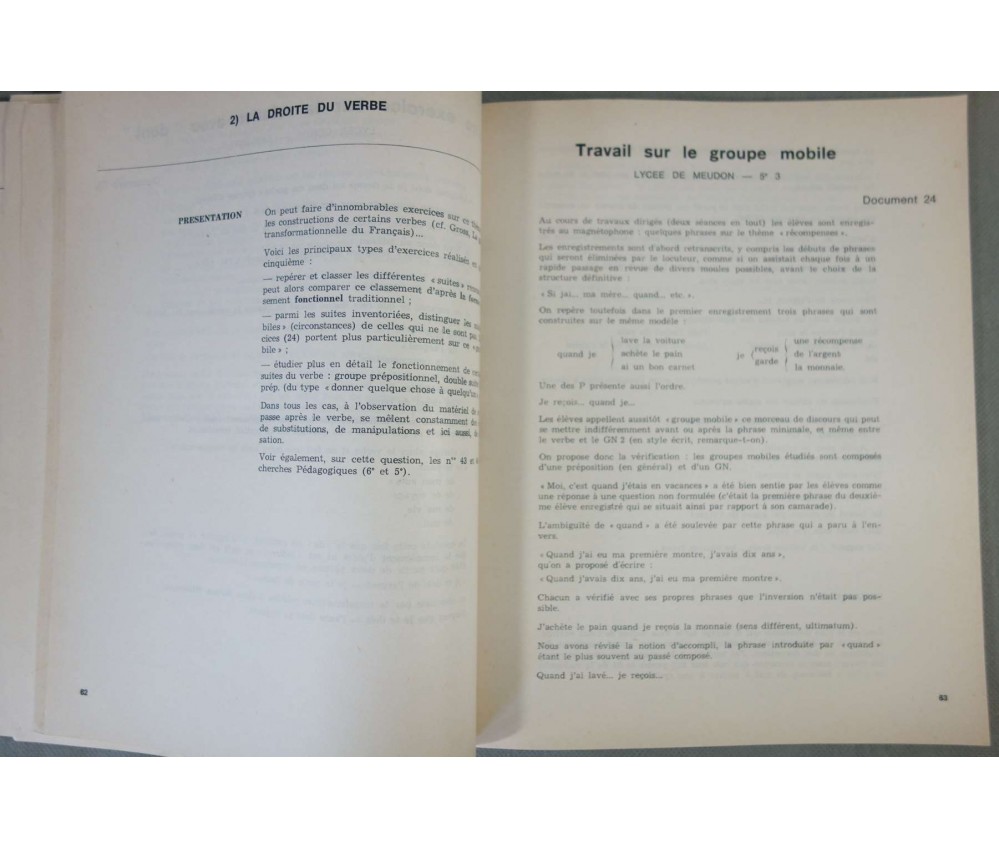 2) LA DROITE DU VERBE
PRESENTATION
On peut faire d'innombrables exercices sur ce
les constructions de certains verbes (cf. Gross,
transformationnelle du Français)...
Voici les principaux types d'exercices réalisés en
cinquième :
— repérer et classer les différentes « suites »
peut alors comparer ce classement d'après la
sement fonctionnel traditionnel ;
— parmi les suites inventoriées, distinguer les
biles » (circonstances) de celles qui ne le sont pas
cices (24) portent plus particulièrement sur ce
bile » ;
— étudier plus en détail le fonctionnement de
suites du verbe : groupe prépositionnel, double
prép. (du type « donner quelque chose à quelqu'un
Dans tous les cas, à l'observation du matériel
passe après le verbe, se mêlent constamment
de substitutions, de manipulations et ici aussi,
sation.
Voir également, sur cette question, les nos 43 et
cherches Pédagogiques (6e et 5e).
62
Travail sur le groupe mobile
LYCEE DE MEUDON — 5e 3
Document 24
Au cours de travaux dirigés (deux séances en tout) les élèves sont enregis-
trés au magnétophone : quelques phrases sur le thème « récompenses ».
Les enregistrements sont d'abord retranscrits, y compris les débuts de phrases
qui seront éliminées par le locuteur, comme si on assistait chaque fois à un
rapide passage en revue de divers moules possibles, avant le choix de la
structure définitive :
« Si jai... ma mère... quand... etc. ».
On repère toutefois dans le premier enregistrement trois phrases qui sont
construites sur le même modèle :
lave la voiture une récompense
quand je achète le pain je reçois garde de l'argent
ai un bon carnet la monnaie.
Une des P présente aussi l'ordre.
Je reçois... quand je...
Les élèves appellent aussitôt « groupe mobile » ce morceau de discours qui peut
se mettre indifféremment avant ou après la phrase minimale, et même entre
le verbe et le GN 2 (en style écrit, remarque-t-on).
On propose donc la vérification : les groupes mobiles étudiés sont composés
d'une préposition (en général) et d'un GN.
« Moi, c'est quand j'étais en vacances » a été bien sentie par les élèves comme
une réponse à une question non formulée (c'était la première phrase du deuxiè-
me élève enregistré qui se situait ainsi par rapport à son camarade).
L'ambiguïté de « quand » a été soulevée par cette phrase qui a paru à l'en-
vers.
« Quand j'ai eu ma première montre, j'avais dix ans »,
qu'on a proposé d'écrire :
« Quand j'avais dix ans, j'ai eu ma première montre ».
Chacun a vérifié avec ses propres phrases que l'inversion n'était pas pos-
sible.
J'achète le pain quand je reçois la monnaie (sens différent, ultimatum).
Nous avons révisé la notion d'accompli, la phrase introduite par « quand »
étant le plus souvent au passé composé.
Quand j'ai lavé... je reçois...
63